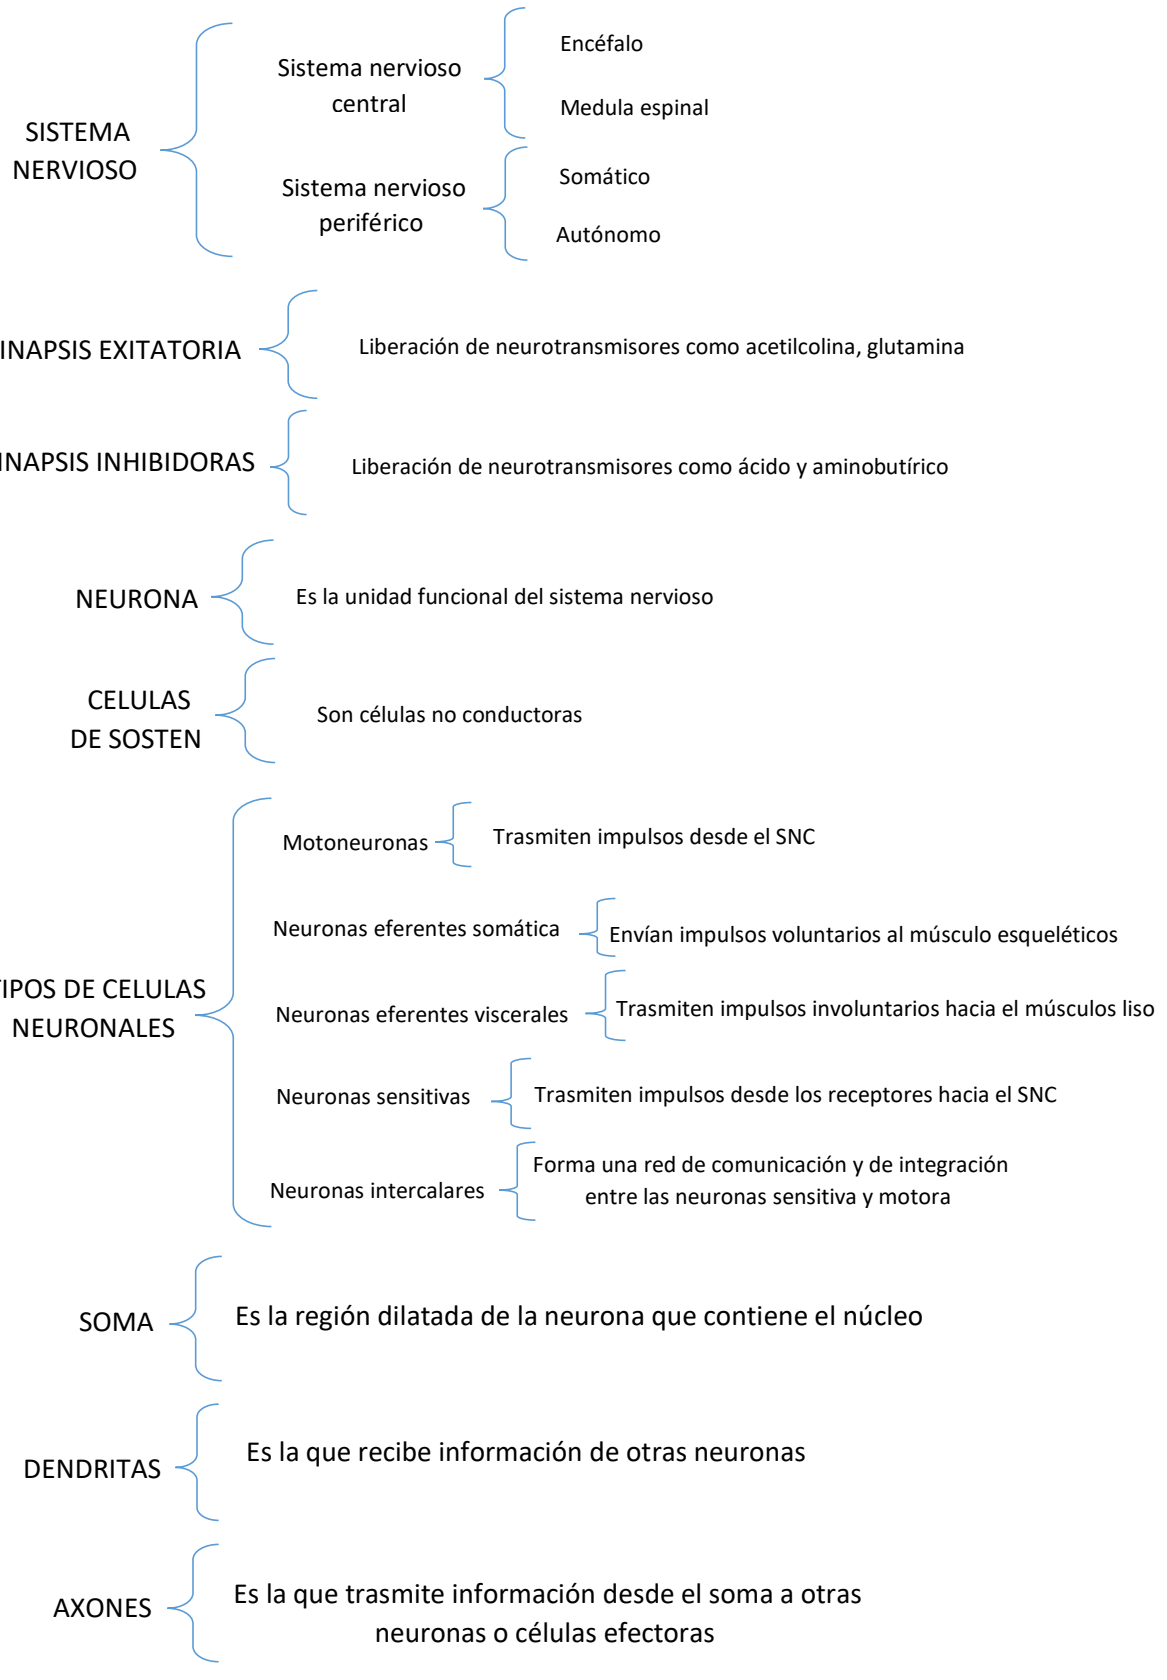 SISTEMA
NERVIOSO
Sistema nervioso
central
Encéfalo
Medula espinal
Sistema nervioso
periférico
Somático
Autónomo
INAPSIS EXITATORIA
Liberación de neurotransmisores como acetilcolina, glutamina
INAPSIS INHIBIDORAS
Liberación de neurotransmisores como ácido y aminobutírico
NEURONA
Es la unidad funcional del sistema nervioso
CELULAS
DE SOSTEN
Son células no conductoras
TIPOS DE CELULAS
NEURONALES
Motoneuronas
Trasmiten impulsos desde el SNC
Neuronas eferentes somática
Envían impulsos voluntarios al músculo esqueléticos
Neuronas eferentes viscerales
Trasmiten impulsos involuntarios hacia el músculos liso
Neuronas sensitivas
Trasmiten impulsos desde los receptores hacia el SNC
Neuronas intercalares
Forma una red de comunicación y de integración
entre las neuronas sensitiva y motora
SOMA
Es la región dilatada de la neurona que contiene el núcleo
DENDRITAS
Es la que recibe información de otras neuronas
AXONES
Es la que trasmite información desde el soma a otras
neuronas o células efectoras